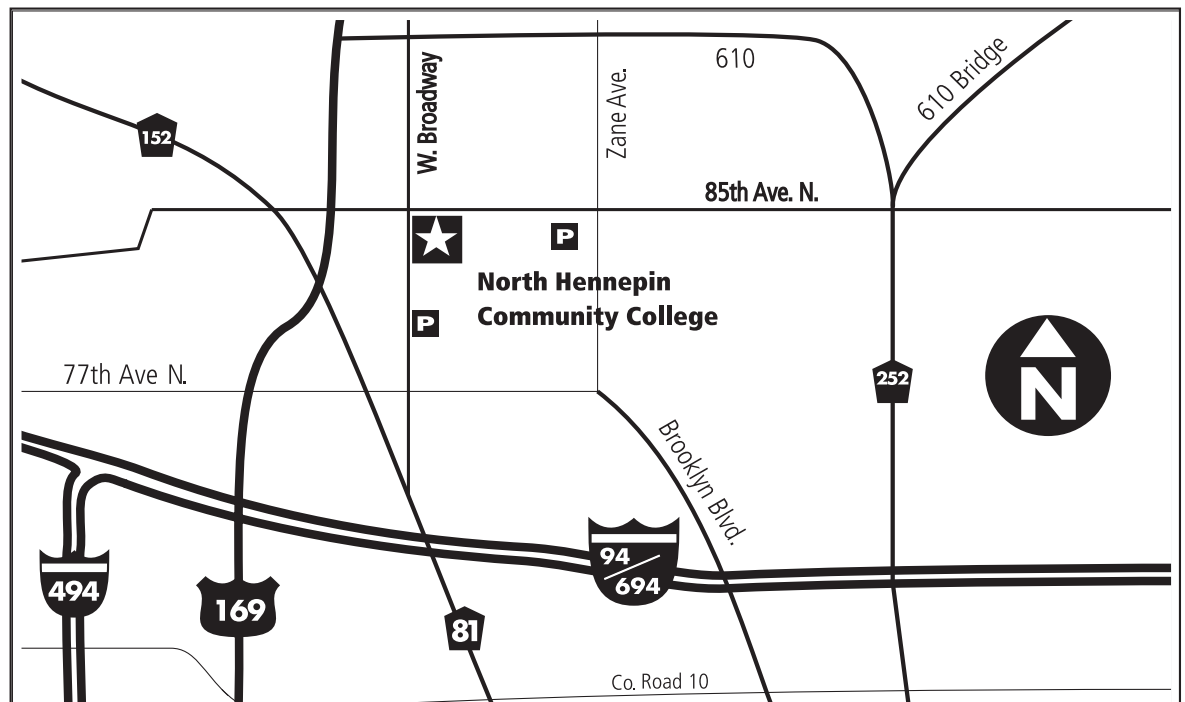 610
610 Bridge
W. Broadway
Zane Ave.
152
85th Ave. N.
P
North Hennepin
Community College
P
77th Ave N.
252
N
Brooklyn Blvd.
94
694
494
169
81
Co. Road 10